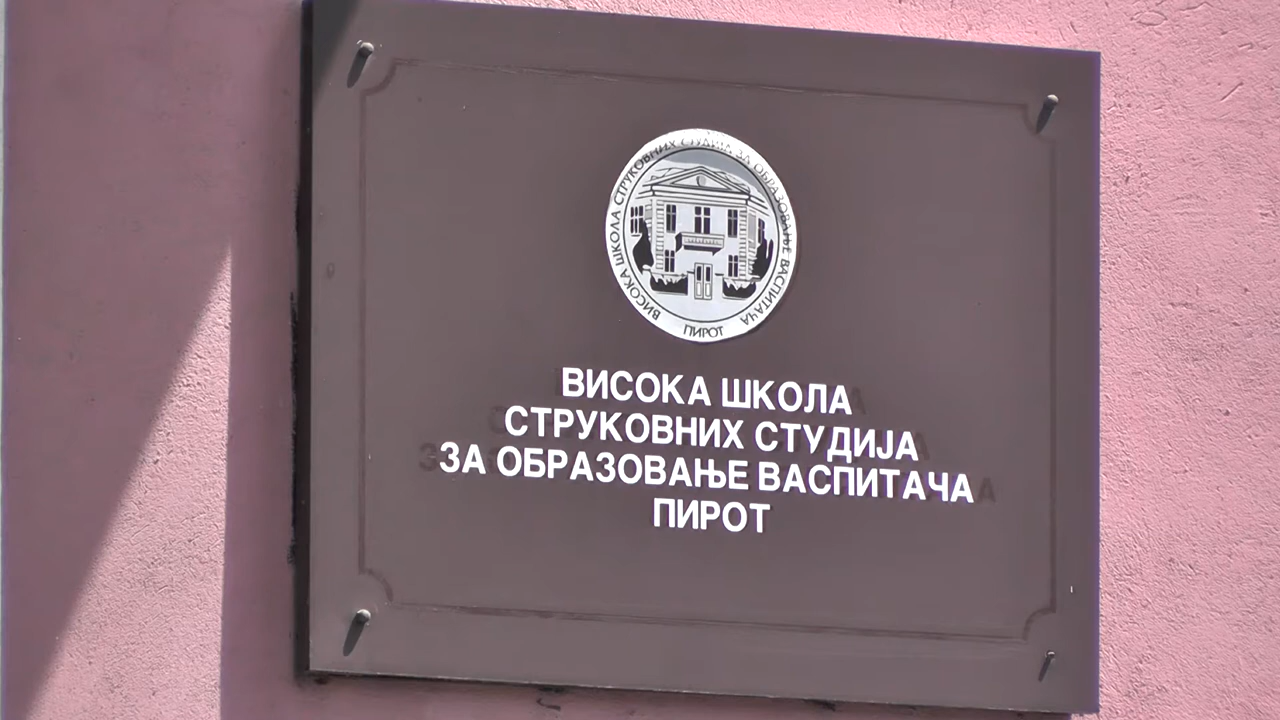 ВИСОКА ШКОЛА СТРУКОВНИХ СТУДИЈА ЗА ОБРАЗОВАЊЕ ВАСПИТАЧА
ПИРОТ
ВИСОКА ШКОЛА
СТРУКОВНИХ СТУДИЈА
ЗА ОБРАЗОВАЊЕ ВАСПИТАЧА
ПИРОТ